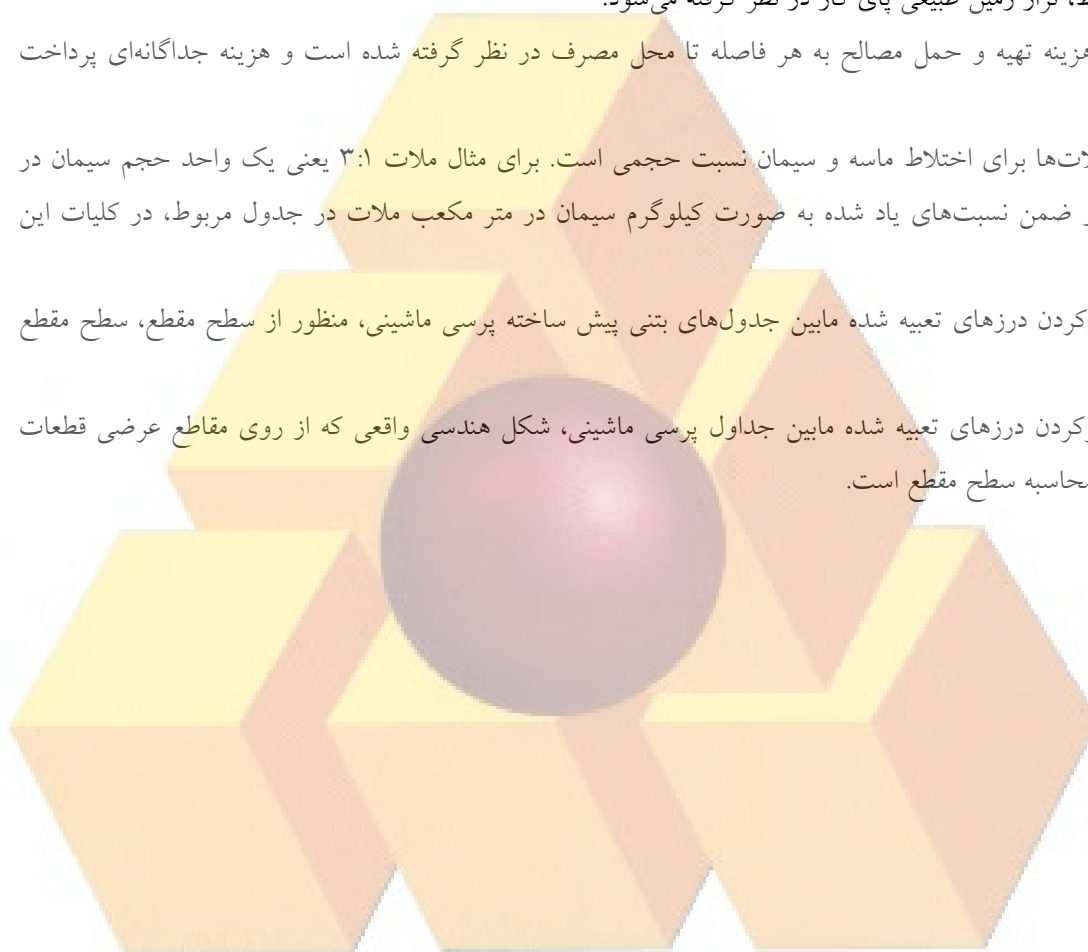 تراز زمین طبیعی پای کار در نظر گرفته می‌شود.
هزینه تهیه و حمل مصالح به هر فاصله تا محل مصرف در نظر گرفته شده است و هزینه جداگانه‌ای پرداخت
برای اختلاط ماسه و سیمان نسبت حجمی است. برای مثال ملات ۳:۱ یعنی یک واحد حجم سیمان در
ضمن نسبت‌های یاد شده به صورت کیلوگرم سیمان در متر مکعب ملات در جدول مربوط، در کلیات این
کردن درزهای تعبیه شده مابین جدول‌های بتنی پیش ساخته پرسی ماشینی، منظور از سطح مقطع، سطح مقطع
کردن درزهای تعبیه شده مابین جداول پرسی ماشینی، شکل هندسی واقعی که از روی مقاطع عرضی قطعات
محاسبه سطح مقطع است.